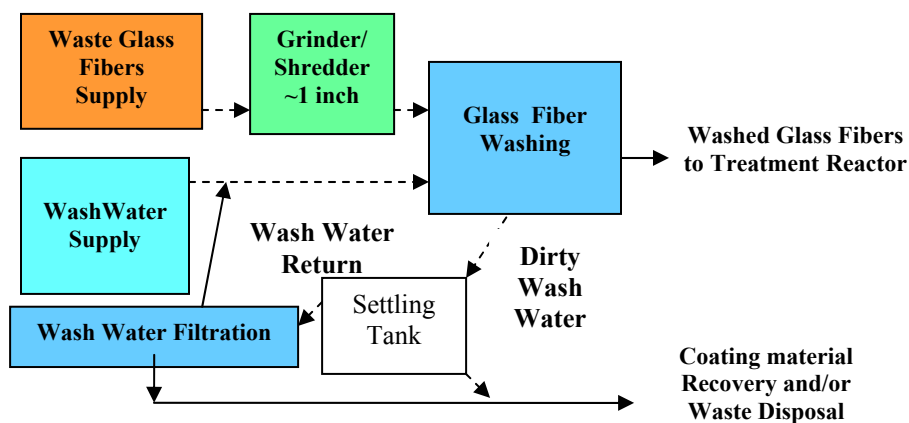 Waste Glass
Fibers
Supply
Grinder/
Shredder
~1 inch
Glass Fiber
Washing
Washed Glass Fibers
to Treatment Reactor
WashWater
Supply
Wash Water
Return
Dirty
Wash
Water
Settling
Tank
Wash Water Filtration
Coating material
Recovery and/or
Waste Disposal